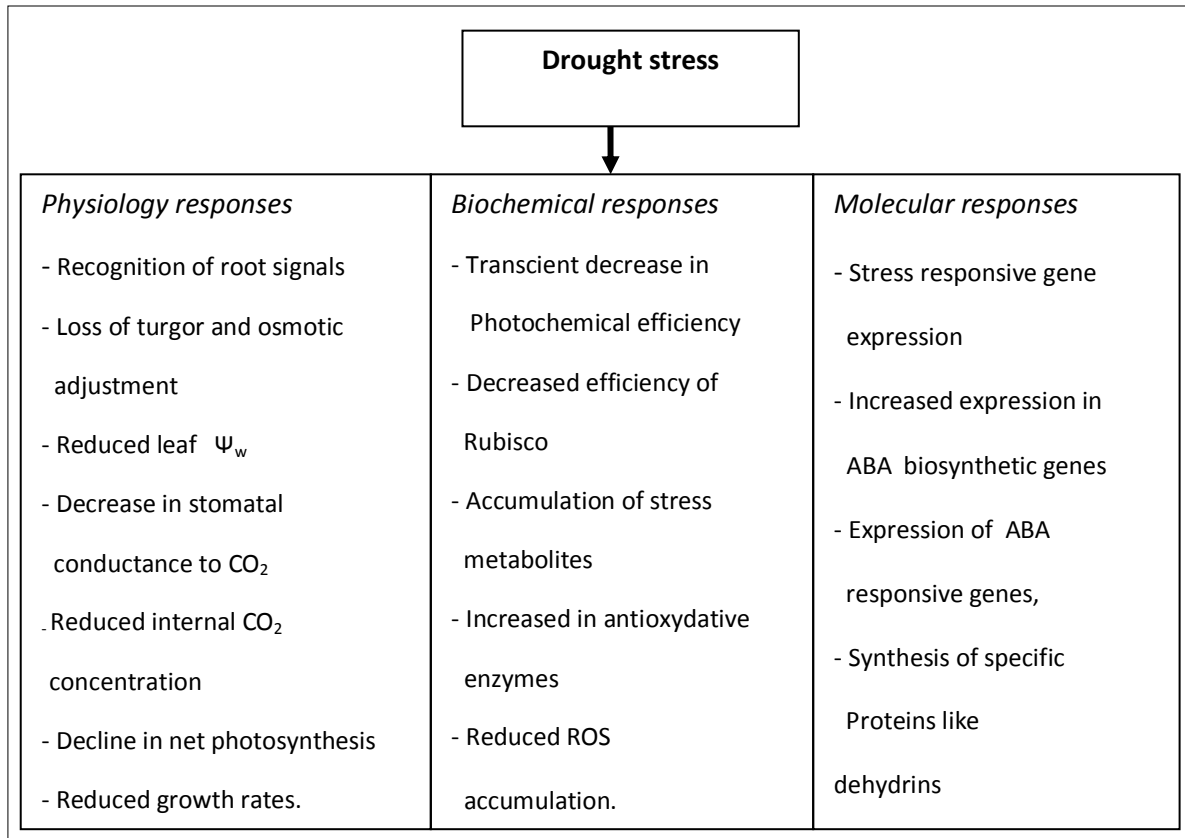 Drought stress
Physiology responses
- Recognition of root signals
- Loss of turgor and osmotic
adjustment
- Reduced leaf Ψw
- Decrease in stomatal
conductance to CO2
- Reduced internal CO2
concentration
- Decline in net photosynthesis
- Reduced growth rates.
Biochemical responses
- Transcient decrease in
Photochemical efficiency
- Decreased efficiency of
Rubisco
- Accumulation of stress
metabolites
- Increased in antioxydative
enzymes
- Reduced ROS
accumulation.
Molecular responses
- Stress responsive gene
expression
- Increased expression in
ABA biosynthetic genes
- Expression of ABA
responsive genes,
- Synthesis of specific
Proteins like
dehydrins